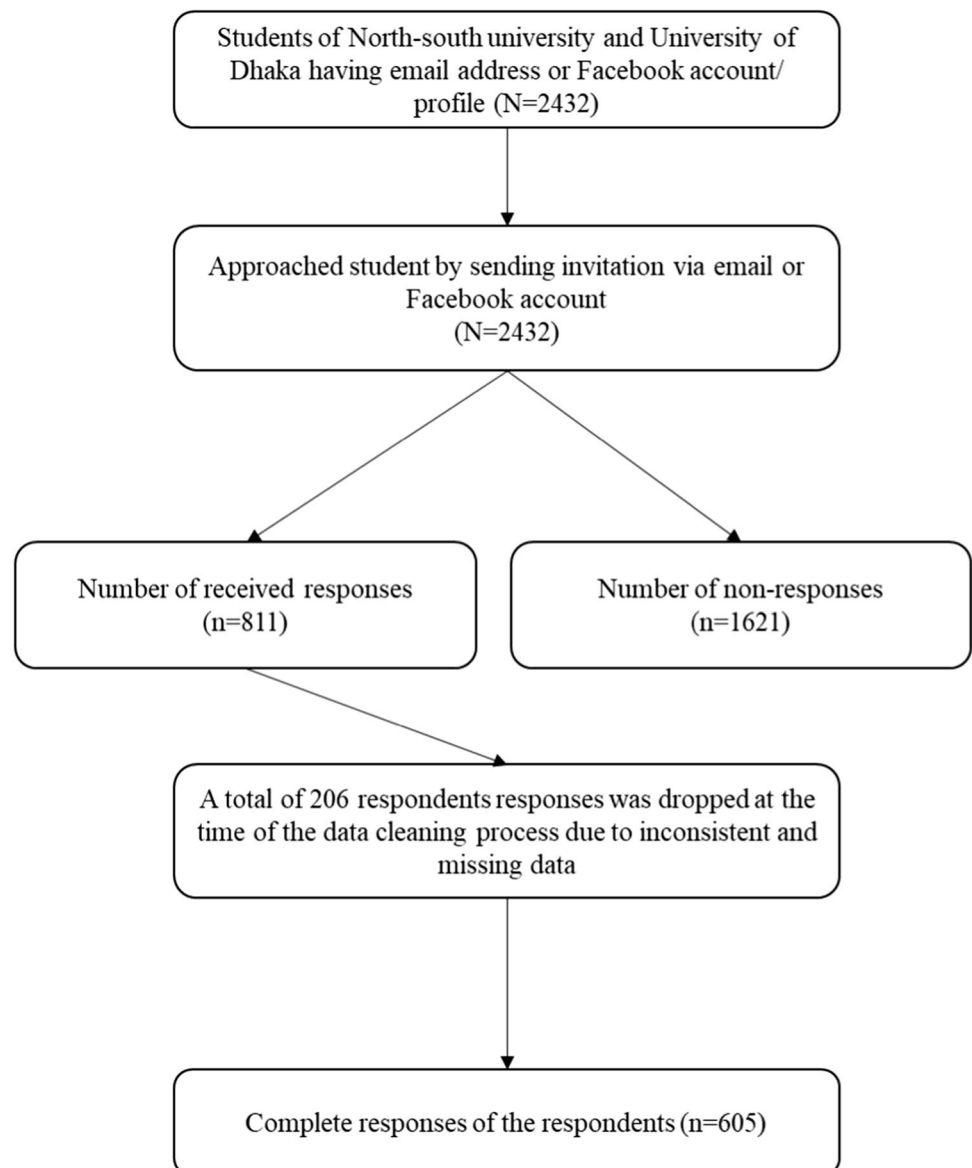 Students of North-south university and University of
Dhaka having email address or Facebook account/
profile (N=2432)
Approached student by sending invitation via email or
Facebook account
(N=2432)
Number of received responses
(n=811)
Number of non-responses
(n=1621)
A total of 206 respondents responses was dropped at the
time of the data cleaning process due to inconsistent and
missing data
Complete responses of the respondents (n=605)